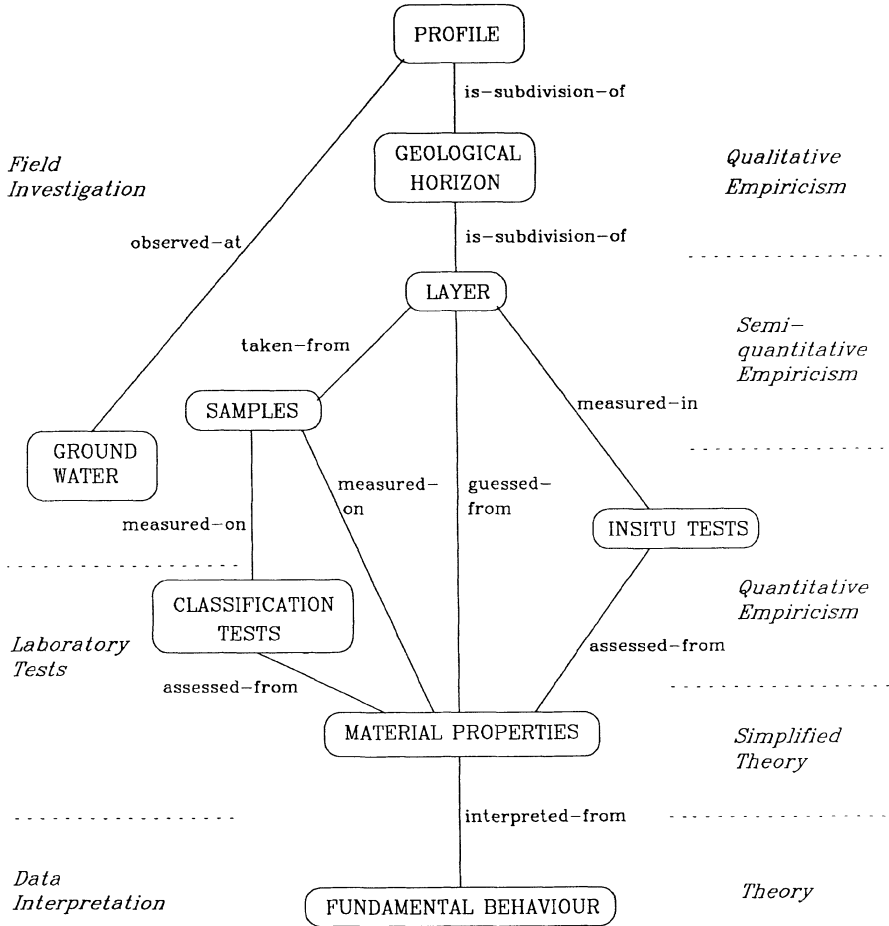 PROFILE
is-subdivision-of
Field
Investigation
GEOLOGICAL
HORIZON
Qualitative
Empiricism
observed-at
is-subdivision-of
LAYER
taken-from
Semi-
quantitative
Empiricism
SAMPLES
measured-in
GROUND
WATER
measured-
on
guessed-
from
measured-on
INSITU TESTS
CLASSIFICATION
TESTS
Quantitative
Empiricism
Laboratory
Tests
assessed-from
assessed-from
MATERIAL PROPERTIES
Simplified
Theory
interpreted-from
Data
Interpretation
FUNDAMENTAL BEHAVIOUR
Theory